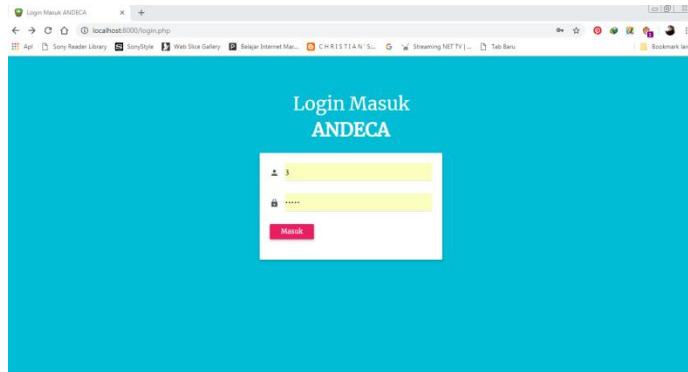 Login Masuk ANDECA
localhost:8000/login.php
Apl Sony Reader Library SonyStyle Web Slice Gallery Belajar Internet Mar... C H R I S T I A N ' S... Streaming NET TV | ... Tab Baru Bookmark lai
Login Masuk
ANDECA
3
•••••
Masuk